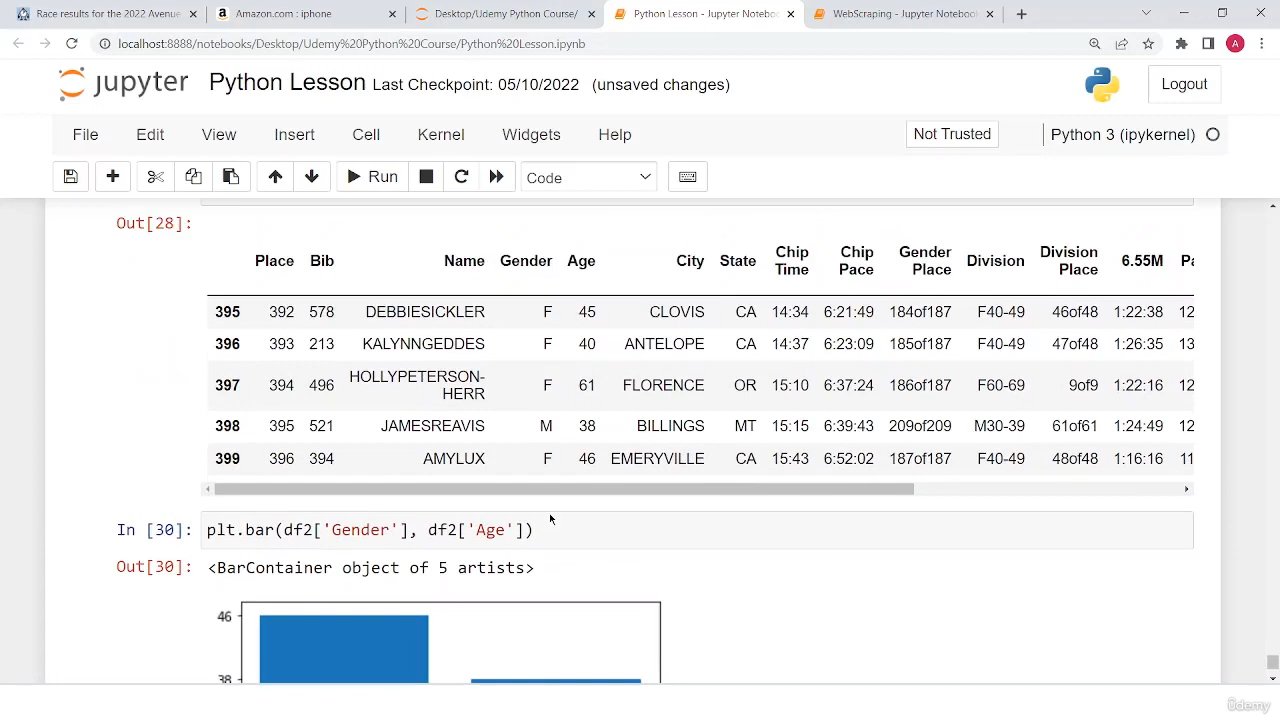 Race results for the 2022 Avenue
Amazon.com : iphone
Desktop/Udemy Python Course/
Python Lesson - Jupyter Notebook
WebScraping - Jupyter Notebook
localhost:8888/notebooks/Desktop/Udemy%20Python%20Course/Python%20Leason.ipynb
A
jupyter Python Lesson Last Checkpoint: 05/10/2022 (unsaved changes) Logout
File Edit View Insert Cell Kernel Widgets Help Not Trusted Python 3 (ipykernel)
Run Code
Out[28]:
Place Bib Name Gender Age City State Chip Time Chip Pace Gender Place Division Division Place 6.55M Pa
395 392 578 DEBBIESICKLER F 45 CLOVIS CA 14:34 6:21:49 184of187 F40-49 46of48 1:22:38 12
396 393 213 KALYNNGEDDES F 40 ANTELOPE CA 14:37 6:23:09 185of187 F40-49 47of48 1:26:35 13
397 394 496 HOLLYPETERSON-HERR F 61 FLORENCE OR 15:10 6:37:24 186of187 F60-69 9of9 1:22:16 12
398 395 521 JAMESREAVIS M 38 BILLINGS MT 15:15 6:39:43 209of209 M30-39 61of61 1:24:49 12
399 396 394 AMYLUX F 46 EMERYVILLE CA 15:43 6:52:02 187of187 F40-49 48of48 1:16:16 11
In [30]: plt.bar(df2['Gender'], df2['Age'])
Out[30]: <BarContainer object of 5 artists>
46
38
ûdemy